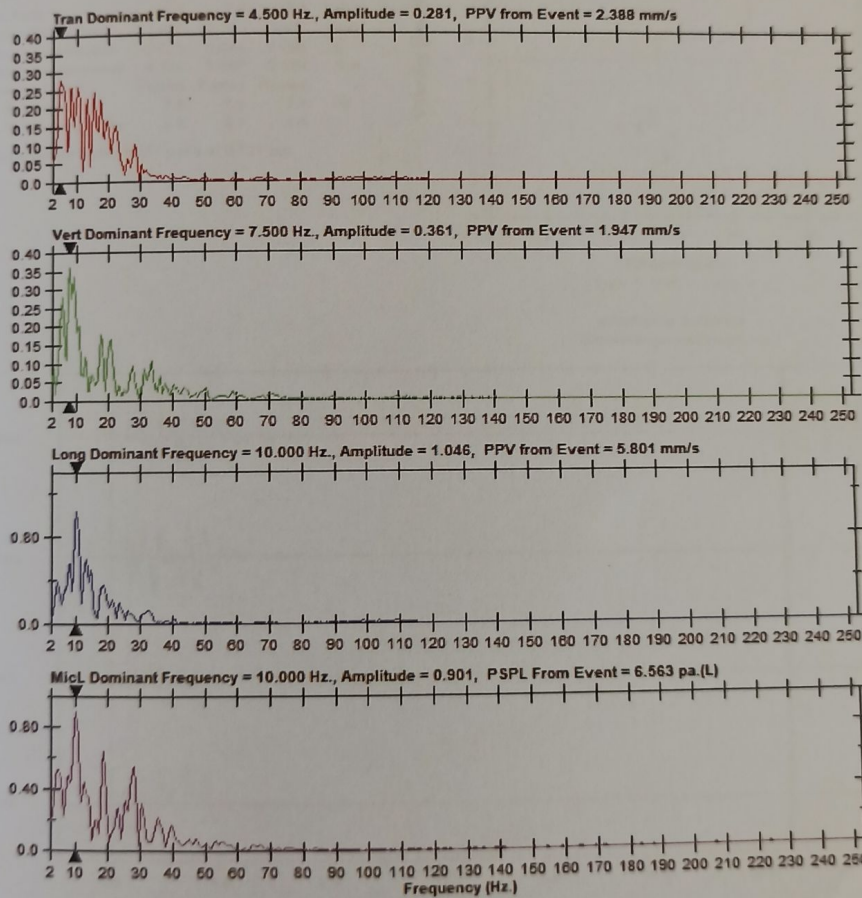 Tran Dominant Frequency = 4.500 Hz., Amplitude = 0.281, PPV from Event = 2.388 mm/s
0.40
0.35
0.30
0.25
0.20
0.15
0.10
0.05
0.0
2 10 20 30 40 50 60 70 80 90 100 110 120 130 140 150 160 170 180 190 200 210 220 230 240 250
Vert Dominant Frequency = 7.500 Hz., Amplitude = 0.361, PPV from Event = 1.947 mm/s
0.40
0.35
0.30
0.25
0.20
0.15
0.10
0.05
0.0
2 10 20 30 40 50 60 70 80 90 100 110 120 130 140 150 160 170 180 190 200 210 220 230 240 250
Long Dominant Frequency = 10.000 Hz., Amplitude = 1.046, PPV from Event = 5.801 mm/s
0.80
0.0
2 10 20 30 40 50 60 70 80 90 100 110 120 130 140 150 160 170 180 190 200 210 220 230 240 250
MicL Dominant Frequency = 10.000 Hz., Amplitude = 0.901, PSPL From Event = 6.563 pa.(L)
0.80
0.40
0.0
2 10 20 30 40 50 60 70 80 90 100 110 120 130 140 150 160 170 180 190 200 210 220 230 240
Frequency (Hz.)